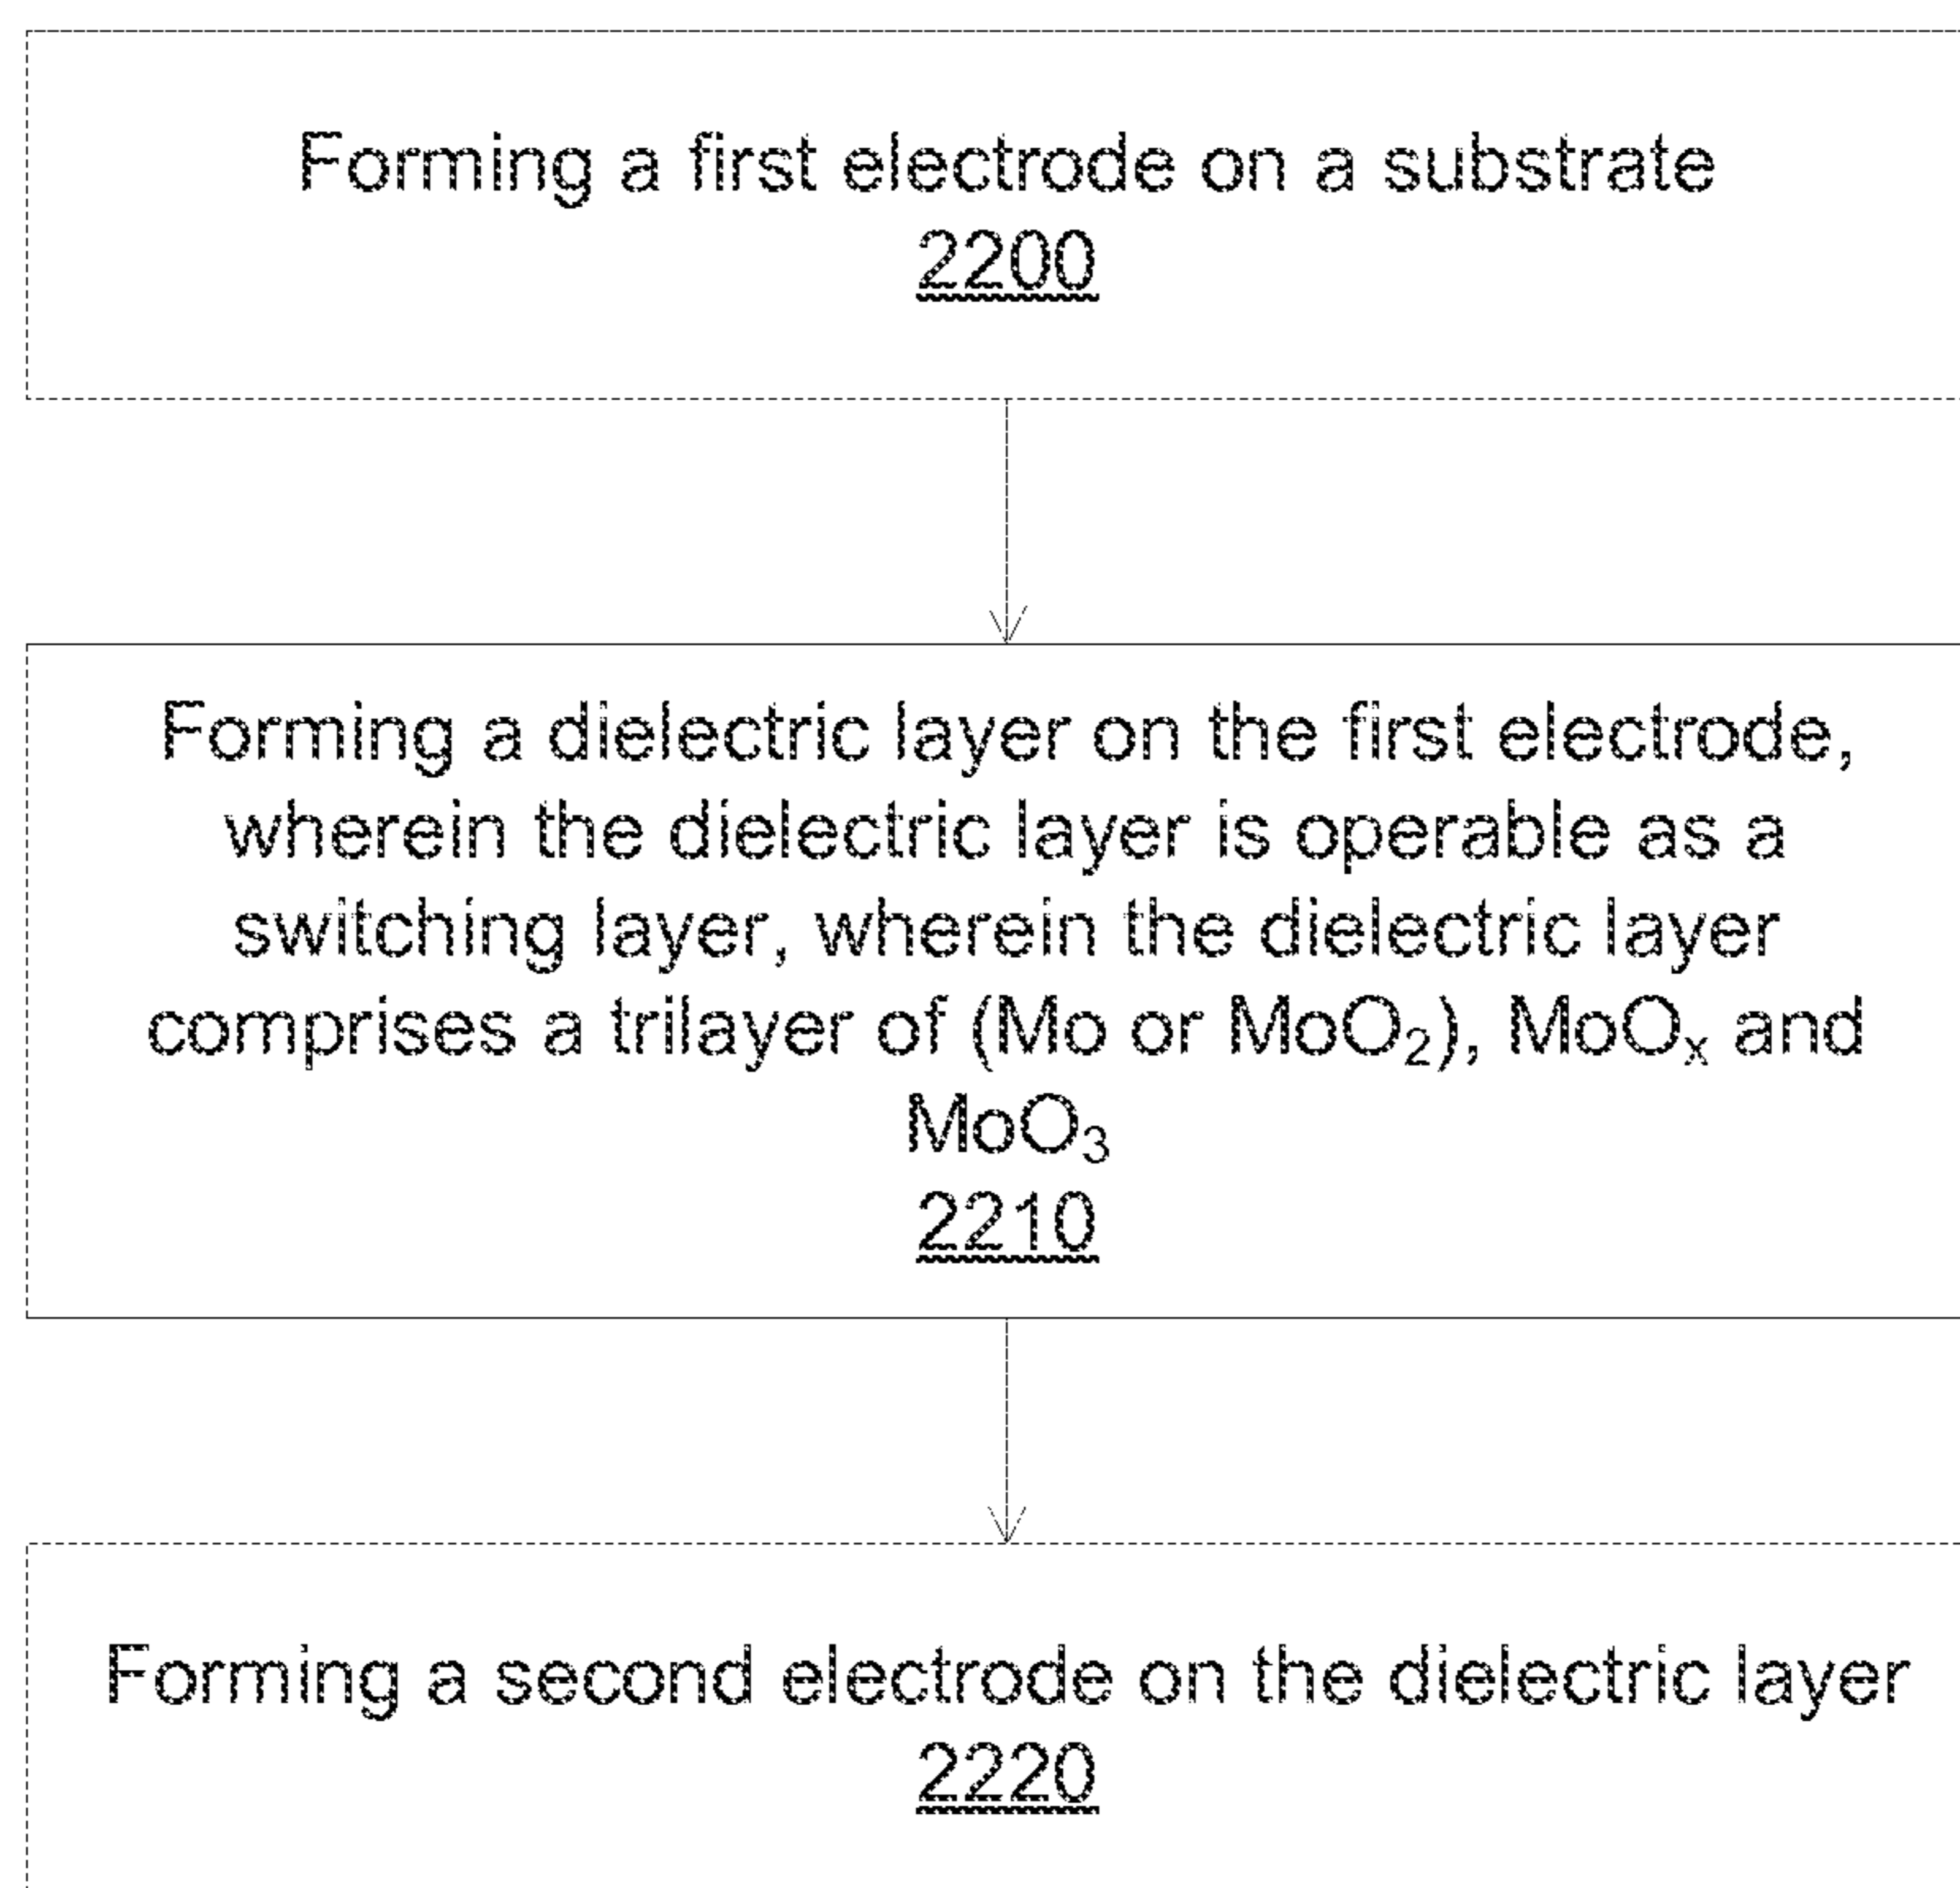 Forming a first electrode on a substrate
2200
Forming a dielectric layer on the first electrode,
wherein the dielectric layer is operable as a
switching layer, wherein the dielectric layer
comprises a trilayer of (Mo or MoO₂), MoOₓ and
MoO₃
2210
Forming a second electrode on the dielectric layer
2220